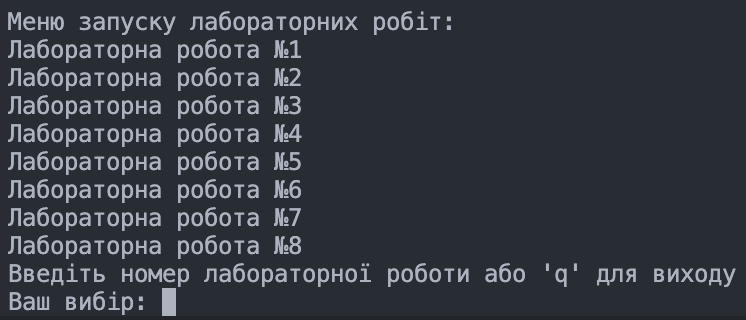 Меню запуску лабораторних робіт:
Лабораторна робота №1
Лабораторна робота №2
Лабораторна робота №3
Лабораторна робота №4
Лабораторна робота №5
Лабораторна робота №6
Лабораторна робота №7
Лабораторна робота №8
Введіть номер лабораторної роботи або 'q' для виходу
Ваш вибір: